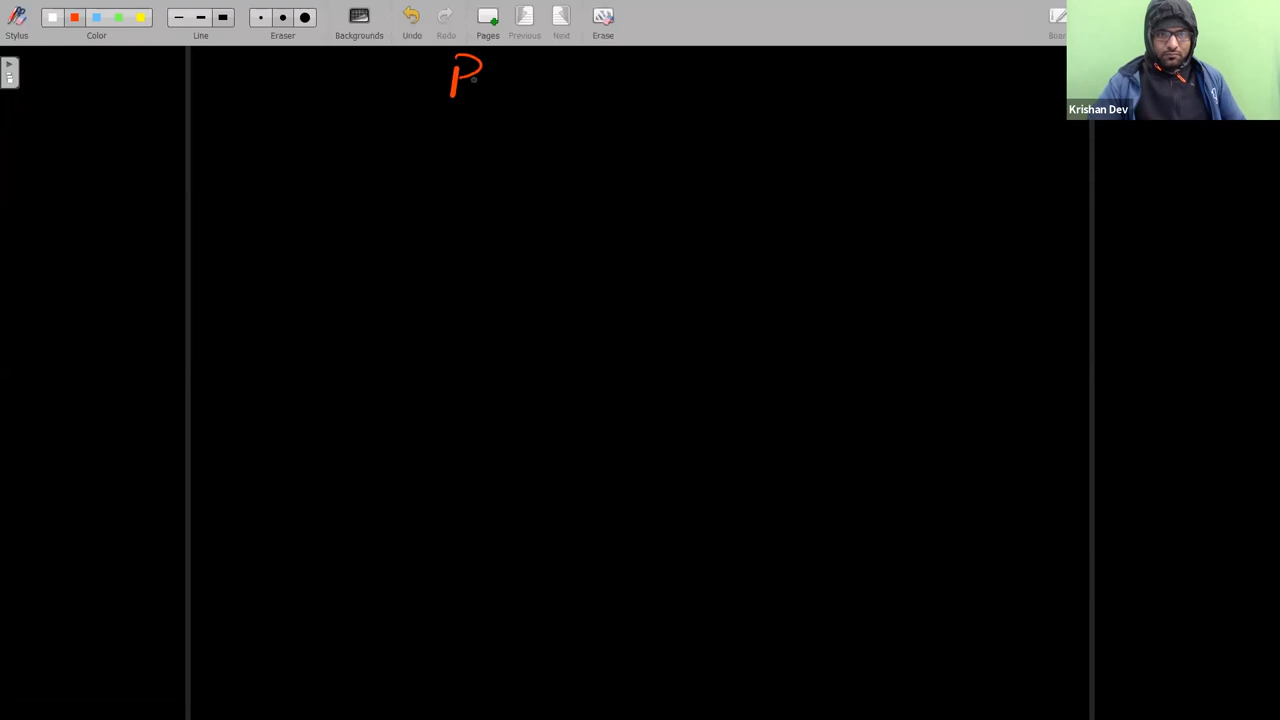 Stylus Color Line Eraser Backgrounds Undo Redo Pages Previous Next Erase
P
Krishan Dev